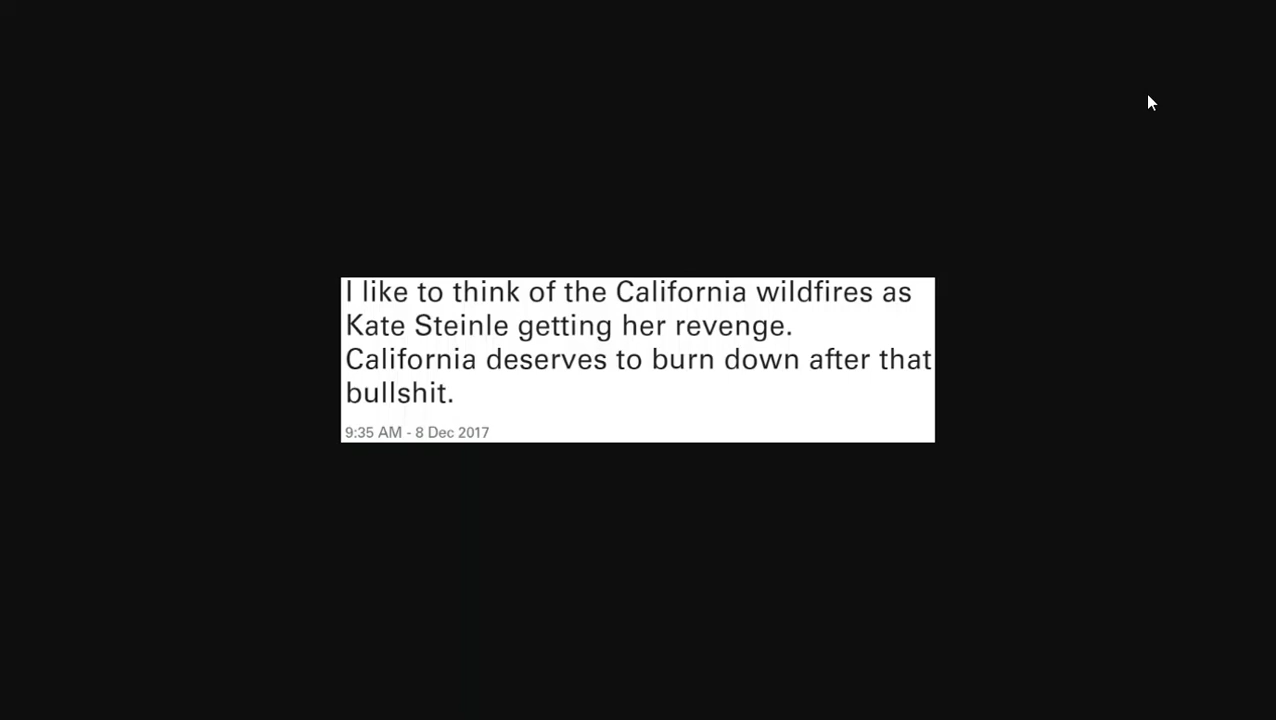 I like to think of the California wildfires as
Kate Steinle getting her revenge.
California deserves to burn down after that
bullshit.
9:35 AM - 8 Dec 2017